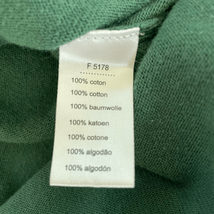 F 5178
100% coton
100% cotton
100% baumwolle
100% katoen
100% cotone
100% algodão
100% algodón